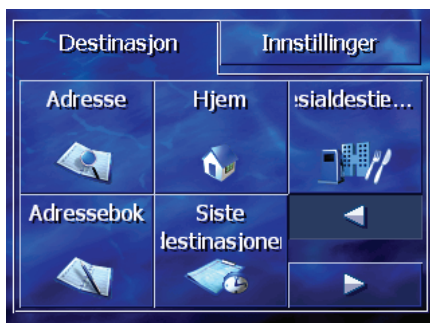 Destinasjon
Innstillinger
Adresse
Hjem
sialdestie...
Adressebok
Siste
lestinasjoner